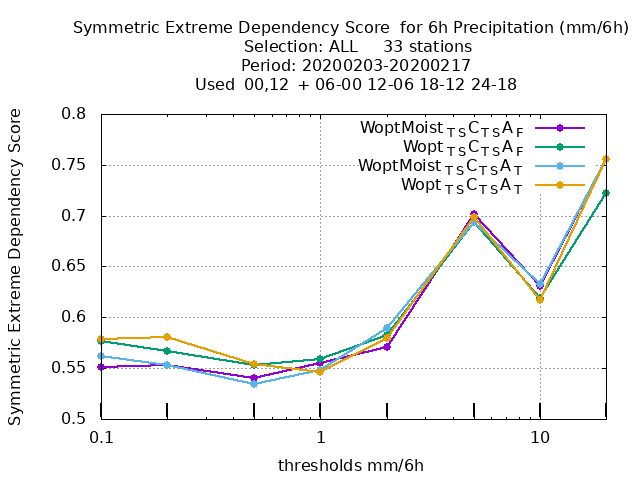 Symmetric Extreme Dependency Score  for 6h Precipitation (mm/6h)
Selection: ALL     33 stations
Period: 20200203-20200217
Used  00,12  + 06-00 12-06 18-12 24-18
Symmetric Extreme Dependency Score
0.8
0.75
0.7
0.65
0.6
0.55
0.5
WoptMoist TS C TS A F
Wopt TS C TS A F
WoptMoist TS C TS A T
Wopt TS C TS A T
0.1 1 10
thresholds mm/6h